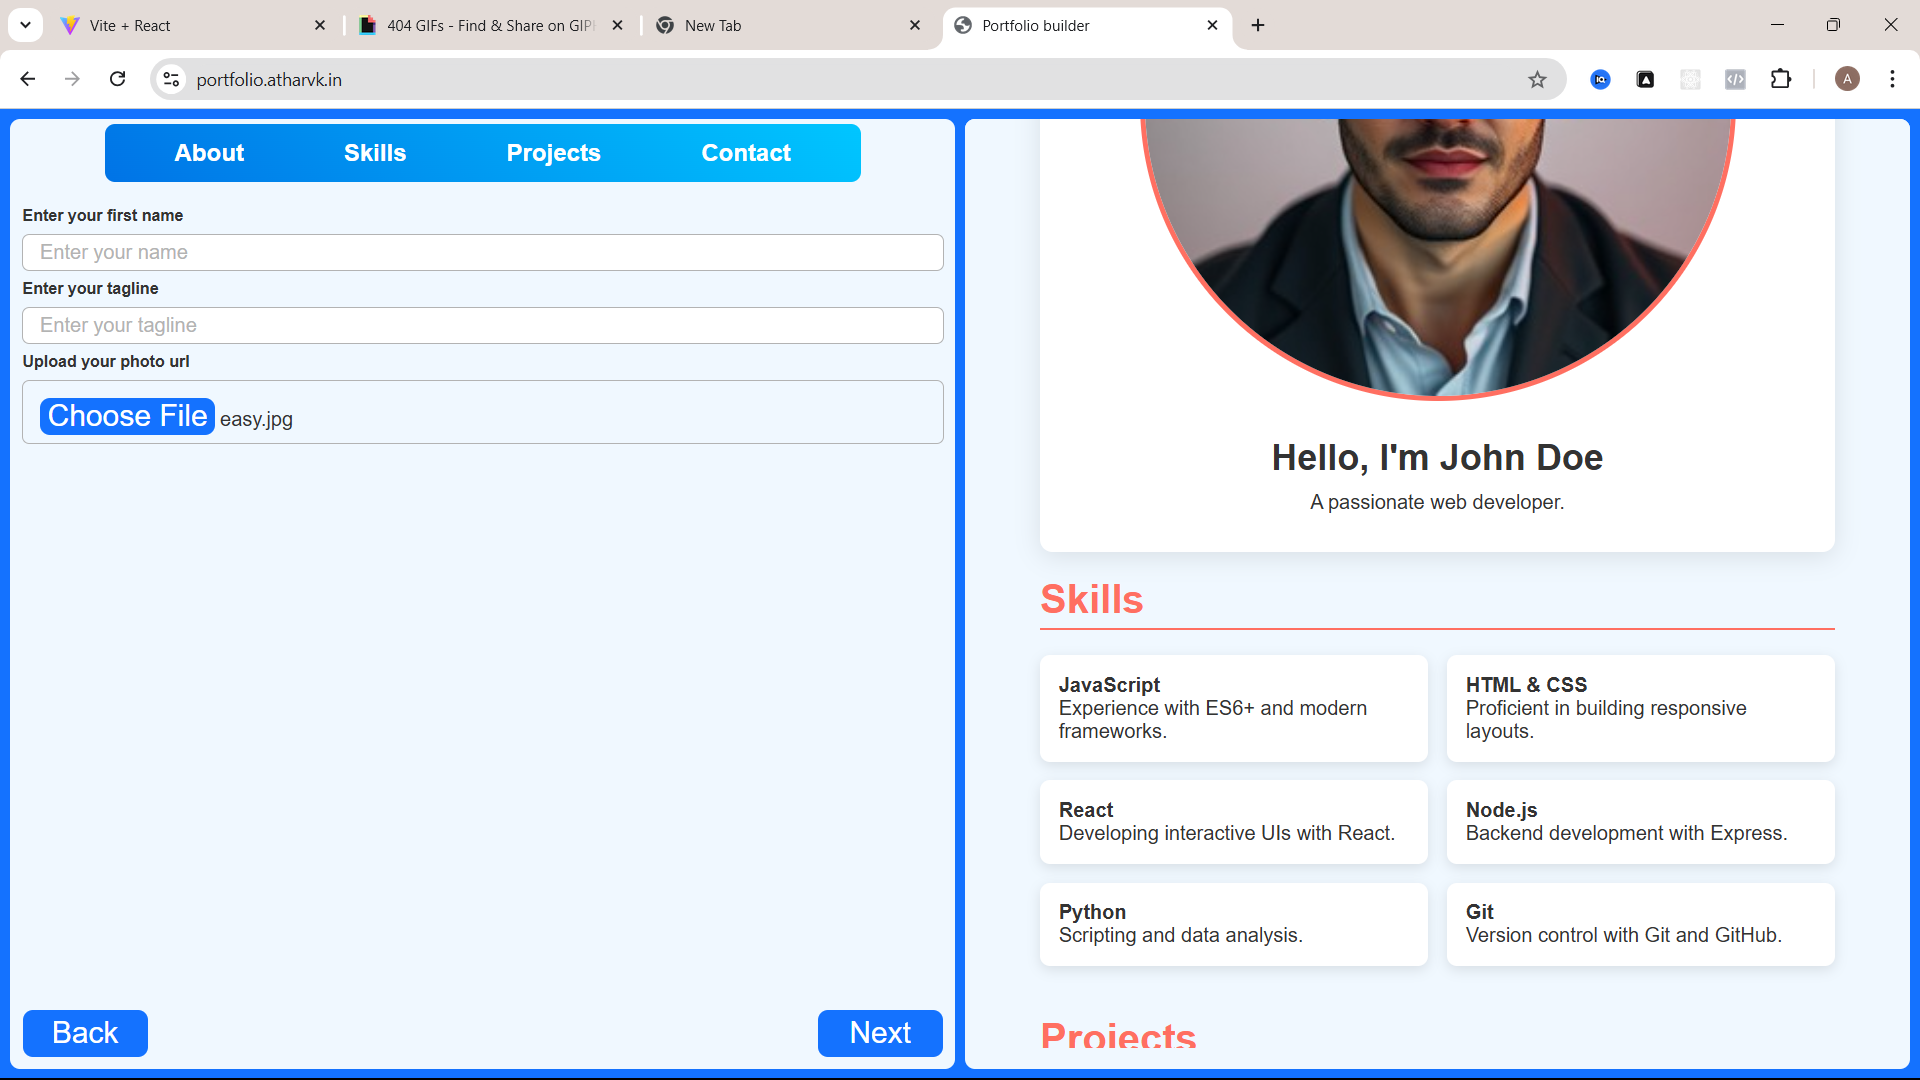 Vite + React
404 GIFs - Find & Share on GIP
New Tab
Portfolio builder
portfolio.atharvk.in
A
About
Skills
Projects
Contact
Enter your first name
Enter your name
Enter your tagline
Enter your tagline
Upload your photo url
Choose File easy.jpg
Back
Next
Hello, I'm John Doe
A passionate web developer.
Skills
JavaScript
Experience with ES6+ and modern
frameworks.
HTML & CSS
Proficient in building responsive
layouts.
React
Developing interactive UIs with React.
Node.js
Backend development with Express.
Python
Scripting and data analysis.
Git
Version control with Git and GitHub.
Projects